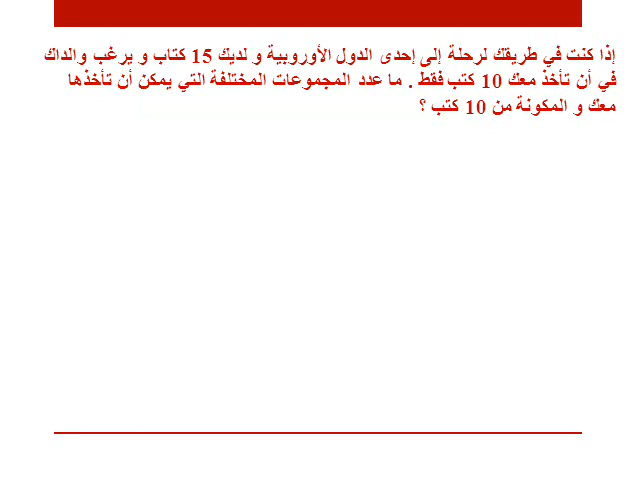 إذا كنت في طريقك لرحلة إلى إحدى الدول الأوروبية و لديك 15 كتاب و يرغب والداك
في أن تأخذ معك 10 كتب فقط . ما عدد المجموعات المختلفة التي يمكن أن تأخذها
معك و المكونة من 10 كتب ؟